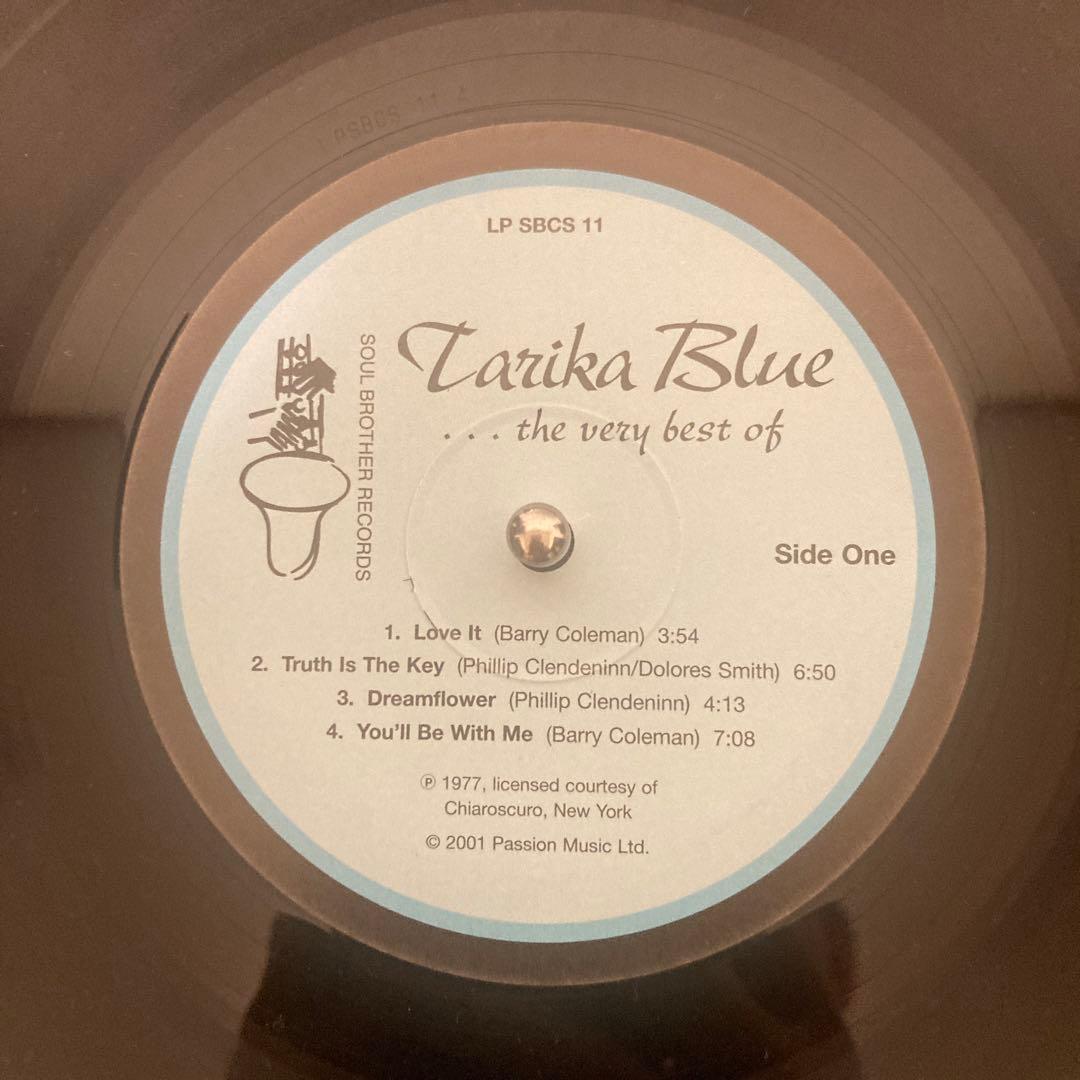 LPSBCS 11 A
LP SBCS 11
SOUL BROTHER RECORDS
Tarika Blue
. . . the very best of
Side One
1. Love It (Barry Coleman) 3:54
2. Truth Is The Key (Phillip Clendeninn/Dolores Smith) 6:50
3. Dreamflower (Phillip Clendeninn) 4:13
4. You'll Be With Me (Barry Coleman) 7:08
℗ 1977, licensed courtesy of
Chiaroscuro, New York
© 2001 Passion Music Ltd.